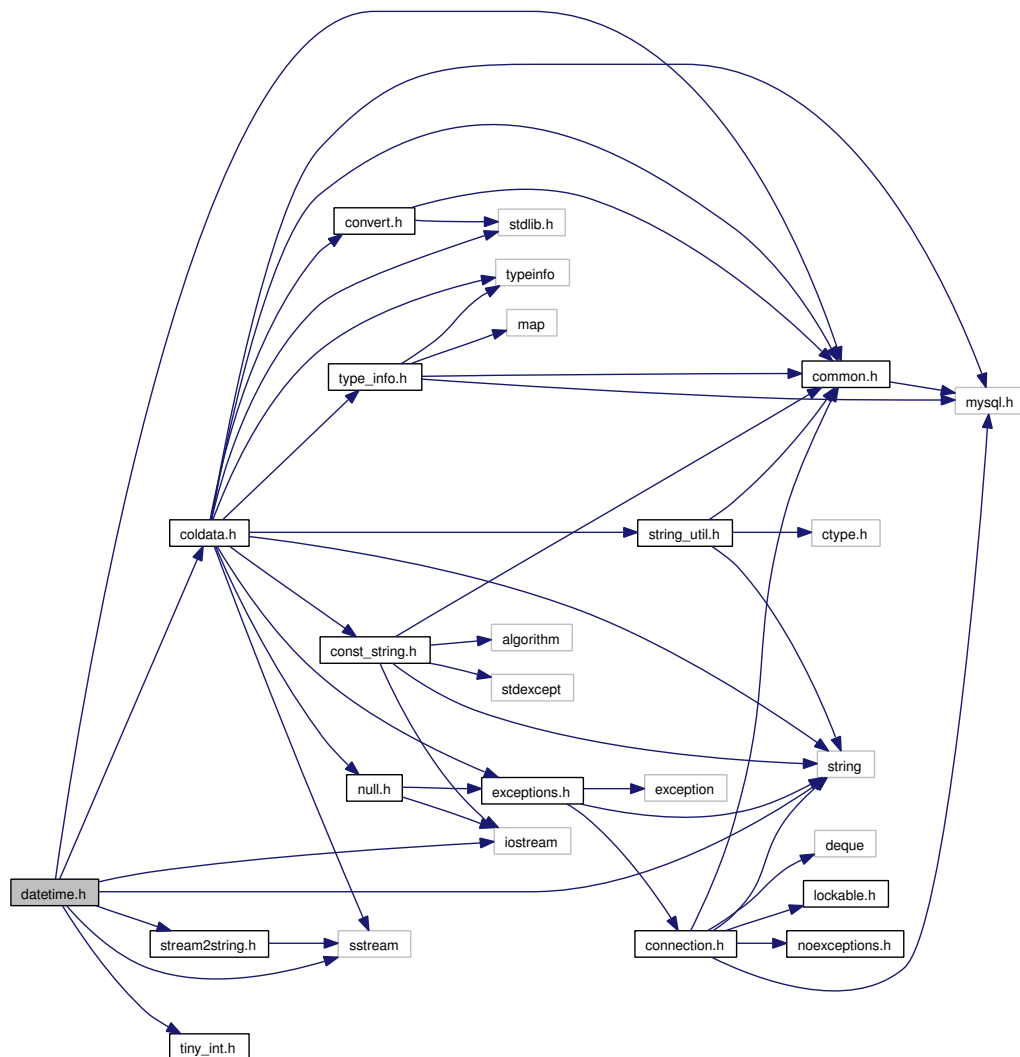 convert.h
stdlib.h
typeinfo
map
type_info.h
common.h
mysql.h
coldata.h
string_util.h
ctype.h
algorithm
const_string.h
stdexcept
string
null.h
exceptions.h
exception
iostream
deque
datetime.h
lockable.h
stream2string.h
sstream
connection.h
noexceptions.h
tiny_int.h